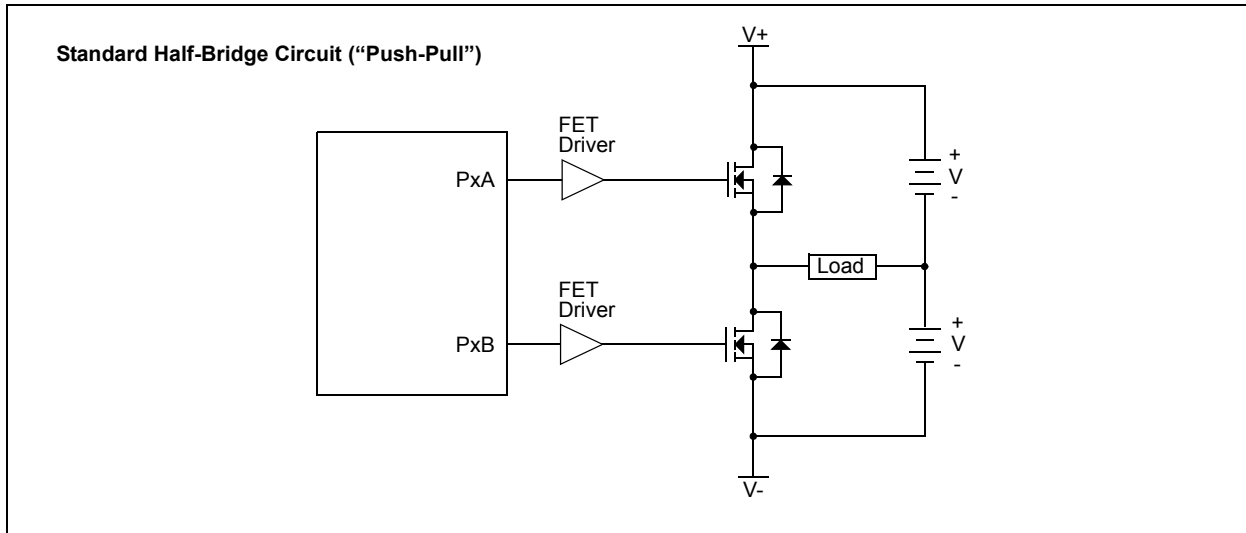 Standard Half-Bridge Circuit (“Push-Pull”)
V+
FET
Driver
PxA
+
V
-
Load
FET
Driver
PxB
+
V
-
V-